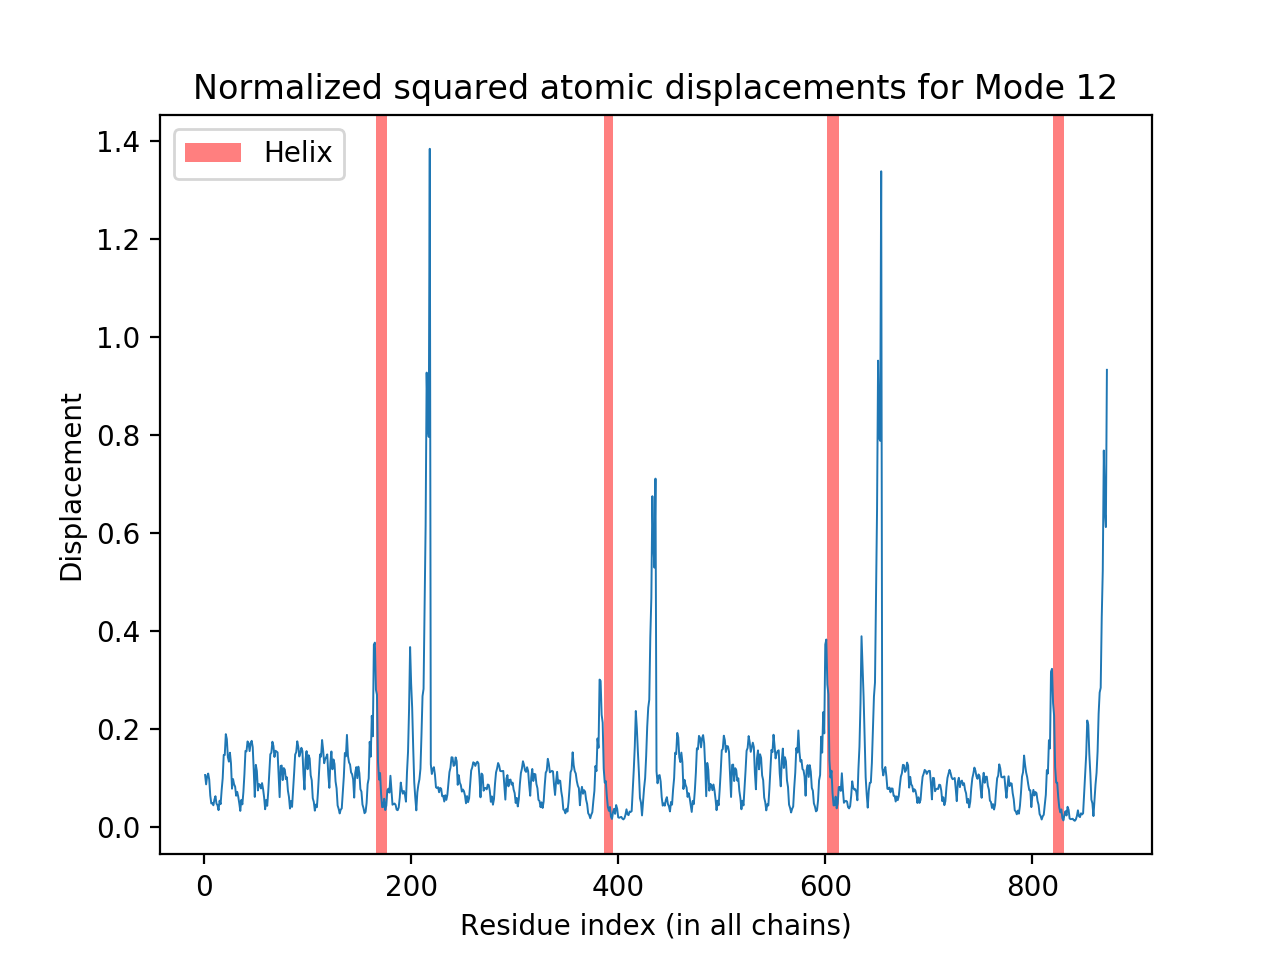 Normalized squared atomic displacements for Mode 12
Helix
1.4
1.2
1.0
0.8
0.6
0.4
0.2
0.0
Displacement
0 200 400 600 800
Residue index (in all chains)